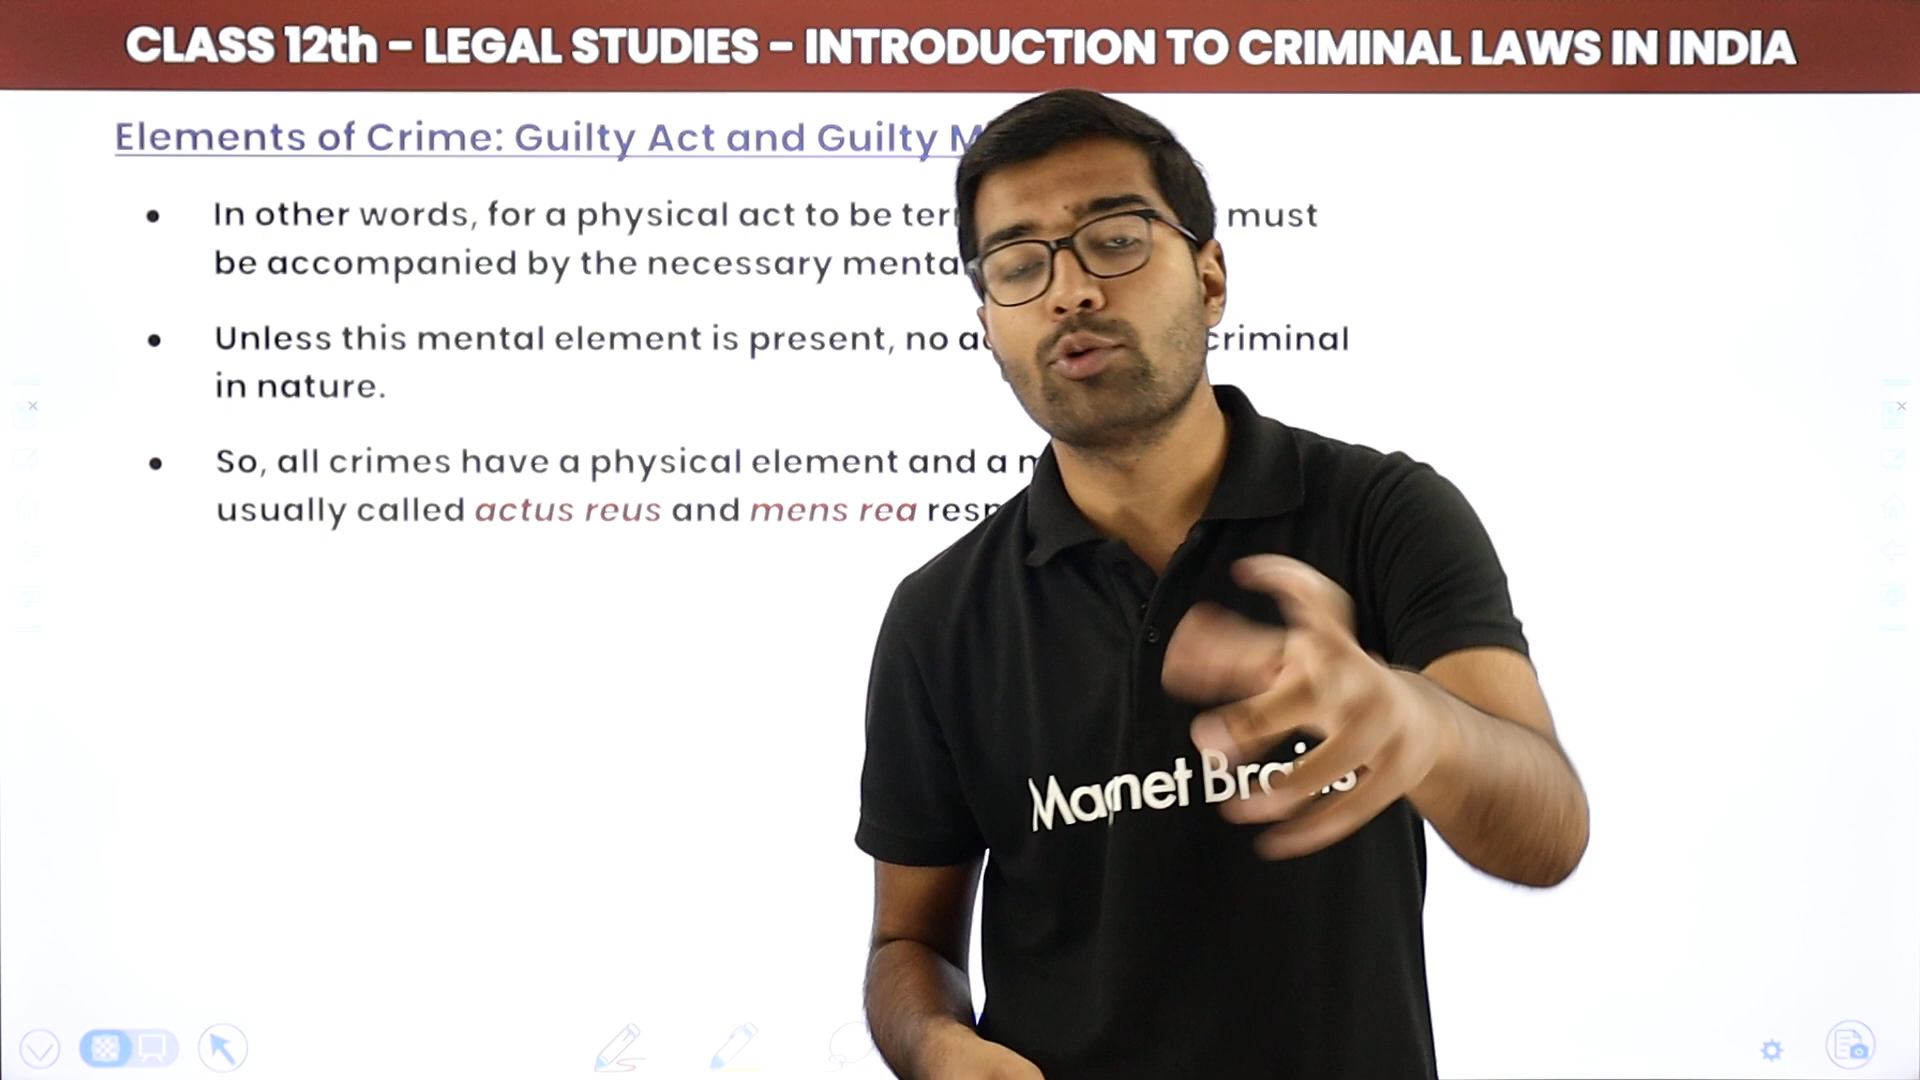 CLASS 12th - LEGAL STUDIES - INTRODUCTION TO CRIMINAL LAWS IN INDIA
Elements of Crime: Guilty Act and Guilty
• In other words, for a physical act to be must
be accompanied by the necessary
• Unless this mental element is present, no criminal
in nature.
• So, all crimes have a physical element and a
usually called actus reus and mens rea
Magnet